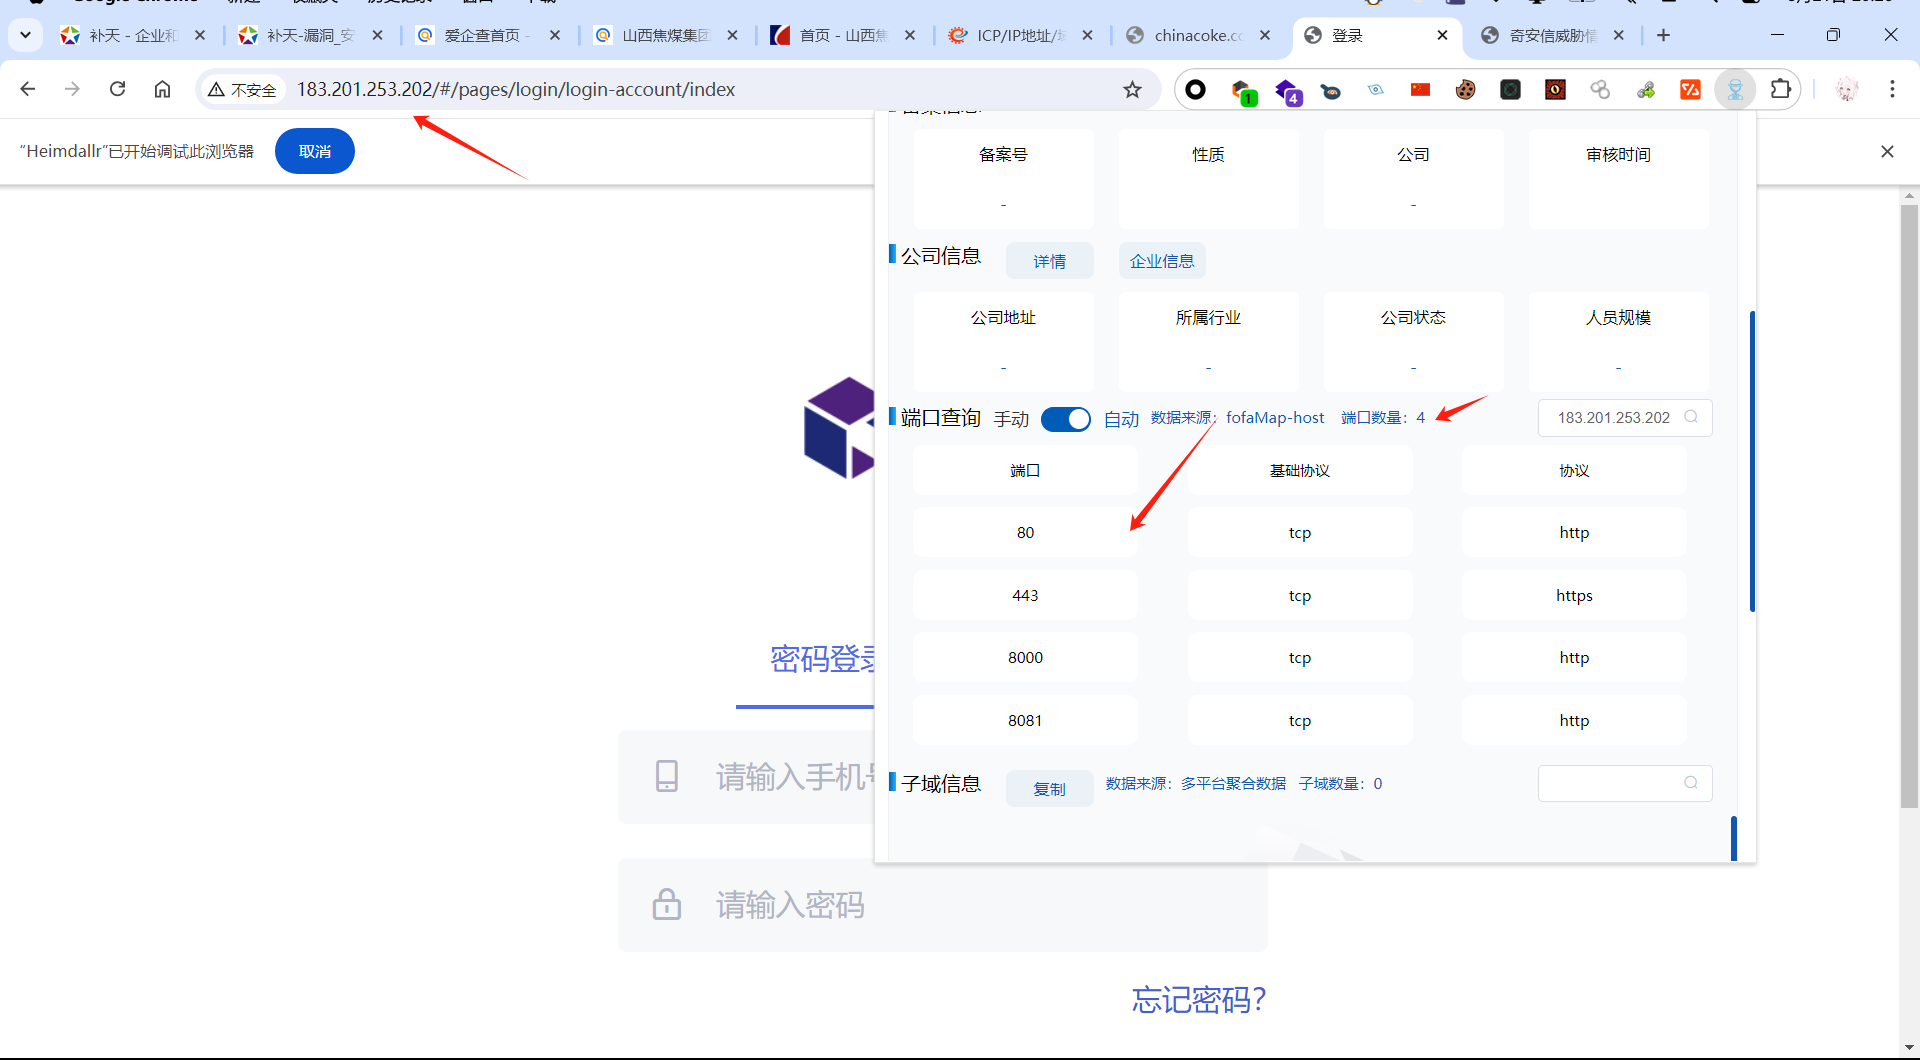 Google Chrome
补天 - 企业和
补天-漏洞_安
爱企查首页 -
山西焦煤集团
首页 - 山西焦
ICP/IP地址/域
chinacoke.co
登录
奇安信威胁情
不安全
183.201.253.202/#/pages/login/login-account/index
1
4
“Heimdallr”已开始调试此浏览器
取消
备案号
性质
公司
审核时间
-
-
公司信息
详情
企业信息
公司地址
所属行业
公司状态
人员规模
-
-
-
-
端口查询
手动
自动
数据来源：fofaMap-host
端口数量：4
183.201.253.202
端口
基础协议
协议
80
tcp
http
443
tcp
https
8000
tcp
http
8081
tcp
http
子域信息
复制
数据来源：多平台聚合数据
子域数量：0
密码登录
请输入手机号
请输入密码
忘记密码？